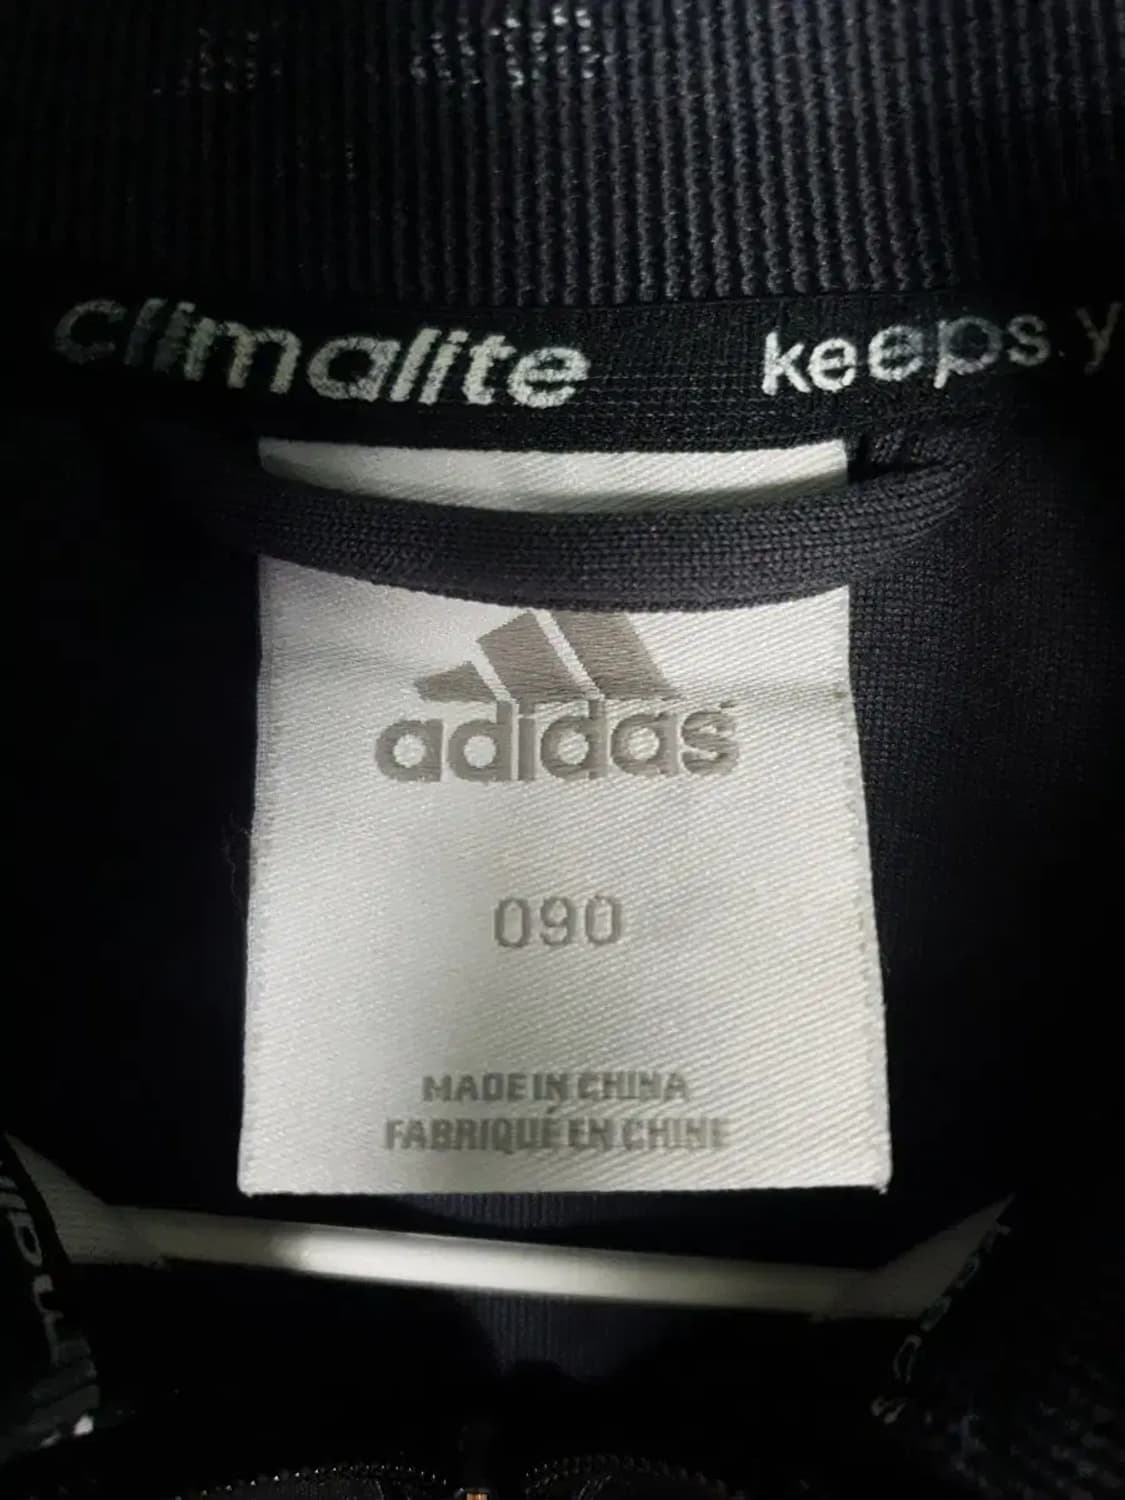 climalite keeps y
adidas
090
MADE IN CHINA
FABRIQUÉ EN CHINE